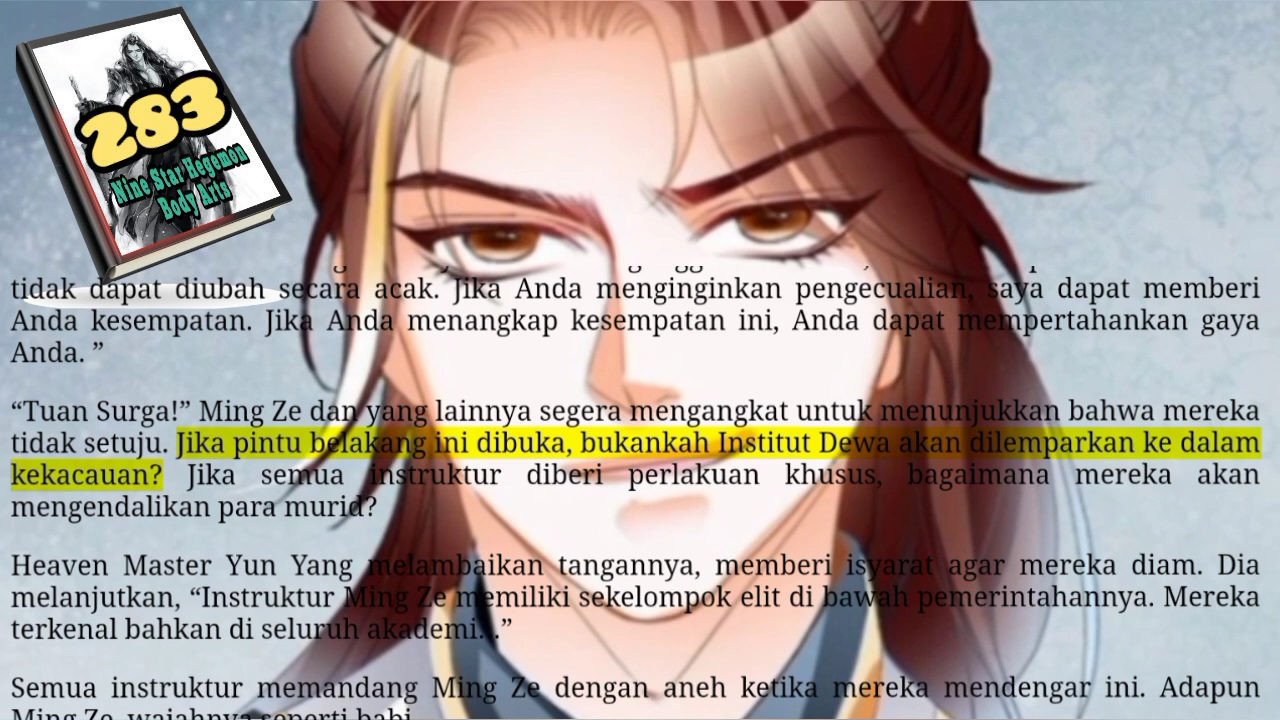 283
Nine Star Hegemon
Body Arts
tidak dapat diubah secara acak. Jika Anda menginginkan pengecualian, saya dapat memberi
Anda kesempatan. Jika Anda menangkap kesempatan ini, Anda dapat mempertahankan gaya
Anda. ”
“Tuan Surga!” Ming Ze dan yang lainnya segera mengangkat untuk menunjukkan bahwa mereka
tidak setuju. Jika pintu belakang ini dibuka, bukankah Institut Dewa akan dilemparkan ke dalam
kekacauan? Jika semua instruktur diberi perlakuan khusus, bagaimana mereka akan
mengendalikan para murid?
Heaven Master Yun Yang melambaikan tangannya, memberi isyarat agar mereka diam. Dia
melanjutkan, “Instruktur Ming Ze memiliki sekelompok elit di bawah pemerintahannya. Mereka
terkenal bahkan di seluruh akademi...”
Semua instruktur memandang Ming Ze dengan aneh ketika mereka mendengar ini. Adapun
Ming Ze, wajahnya seperti babi